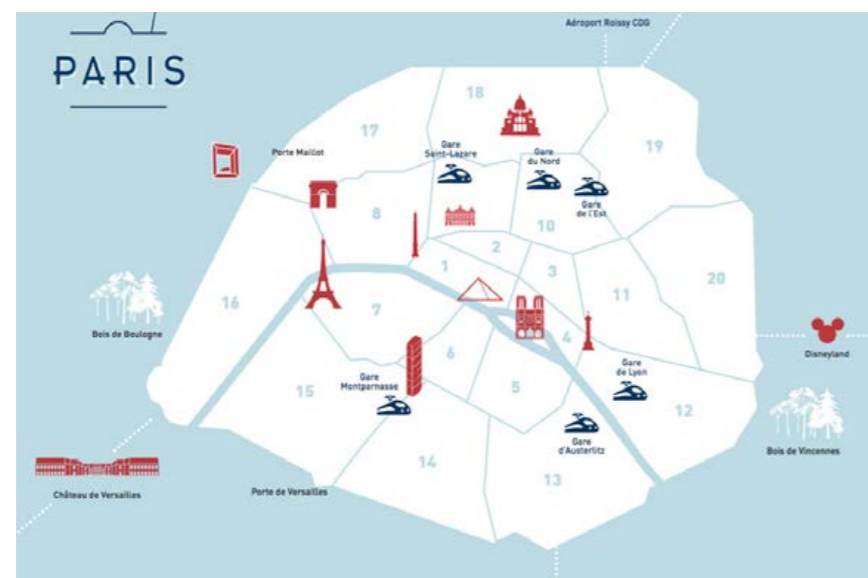 Aéroport Roissy CDG
PARIS
18
17
19
Porte Maillot
Gare
Saint-Lazare
Gare
du Nord
Gare
de l'Est
8
10
2
1
3
20
11
16
7
Bois de Boulogne
4
6
Disneyland
Gare
de Lyon
Gare
Montparnasse
15
5
12
Gare
d'Austerlitz
Bois de Vincennes
14
13
Château de Versailles
Porte de Versailles